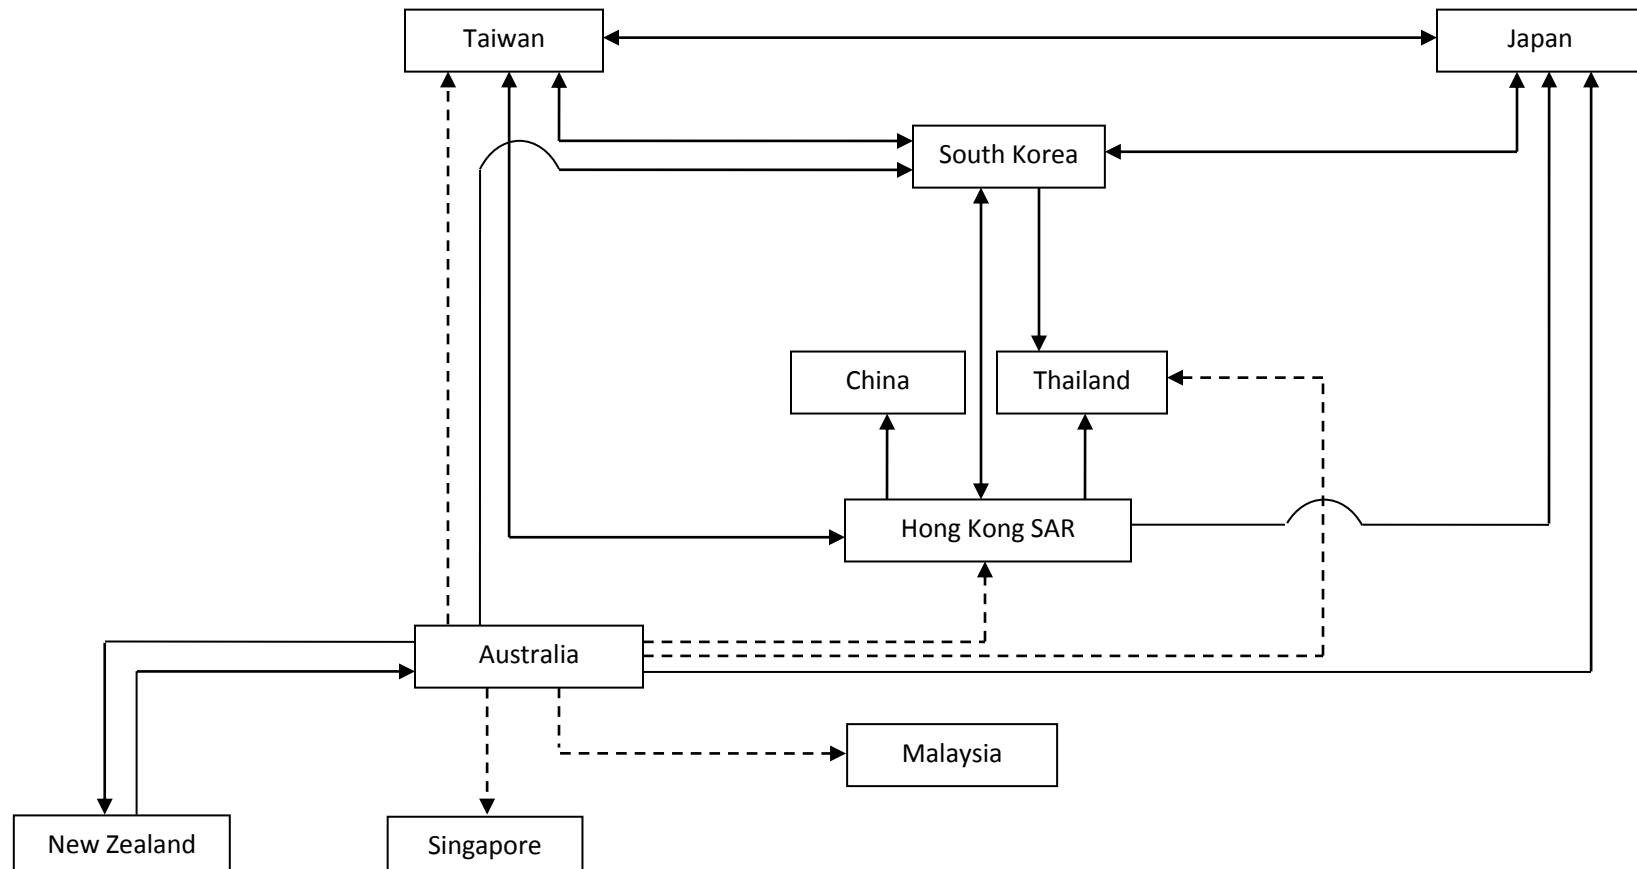 Taiwan
Japan
South Korea
China
Thailand
Hong Kong SAR
Australia
Malaysia
New Zealand
Singapore